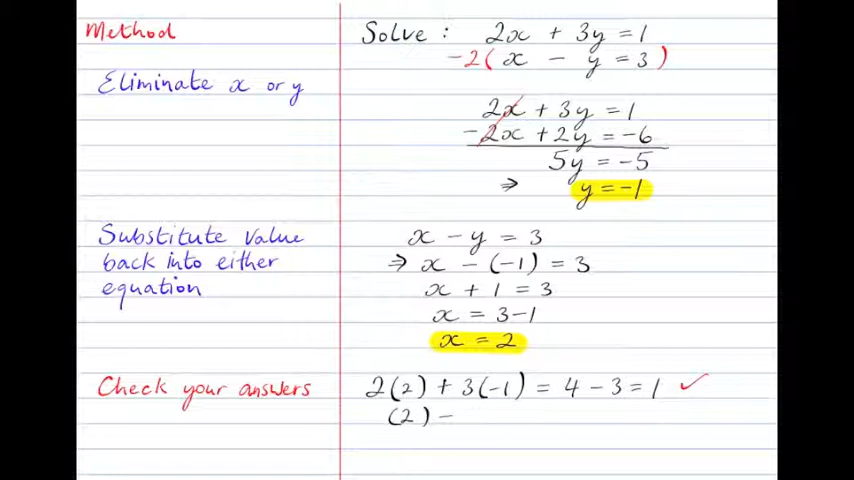 Method
Solve : 2x + 3y = 1
-2( x - y = 3 )
Eliminate x or y
2x + 3y = 1
-2x + 2y = -6
5y = -5
⇒ y = -1
Substitute value
back into either
equation
x - y = 3
⇒ x - (-1) = 3
x + 1 = 3
x = 3-1
x = 2
Check your answers
2(2) + 3(-1) = 4 - 3 = 1 ✓
(2) -